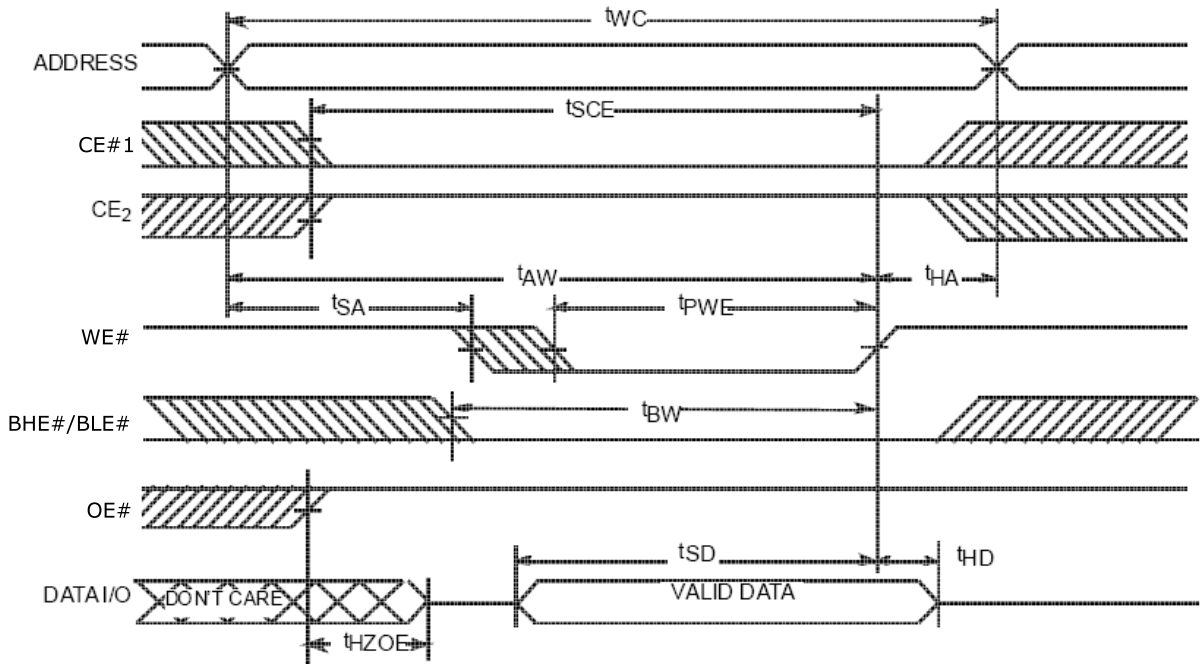 tWC
ADDRESS
tSCE
CE#1
CE2
tAW
tHA
tSA
tPWE
WE#
tBW
BHE#/BLE#
OE#
tSD
tHD
DATA I/O
DON'T CARE
VALID DATA
tHZOE